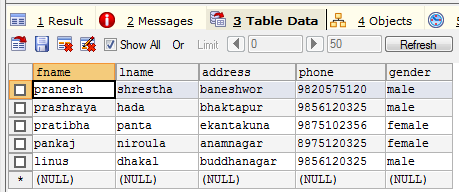 1 Result 2 Messages 3 Table Data 4 Objects 5
Show All Or Limit 0 50 Refresh
fname lname address phone gender
pranesh shrestha baneshwor 9820575120 male
prashraya hada bhaktapur 9856120325 male
pratibha panta ekantakuna 9875102356 female
pankaj niroula anamnagar 8975120325 female
linus dhakal buddhanagar 9856120325 male
* (NULL) (NULL) (NULL) (NULL) (NULL)